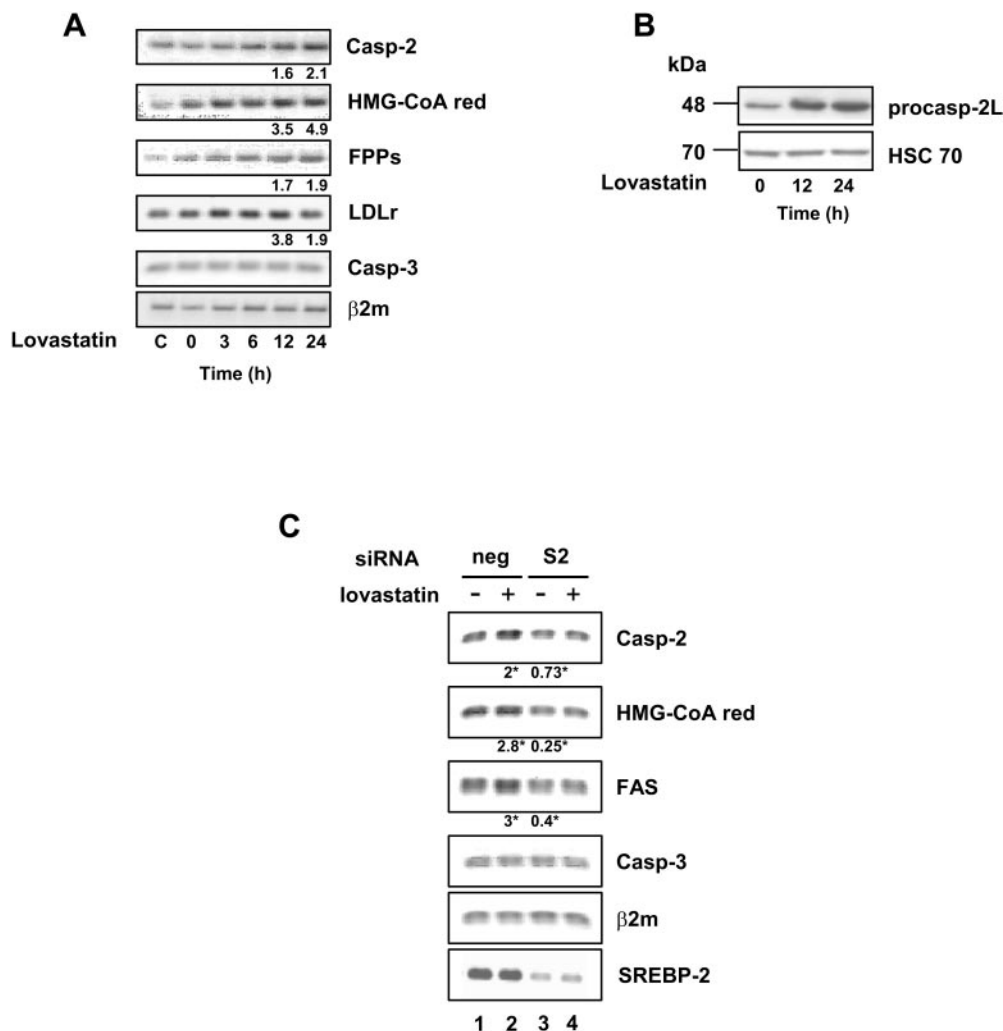 A
Casp-2
1.6 2.1
HMG-CoA red
3.5 4.9
FPPs
1.7 1.9
LDLr
3.8 1.9
Casp-3
β2m
Lovastatin C 0 3 6 12 24
Time (h)
B
kDa
48 procasp-2L
70 HSC 70
Lovastatin 0 12 24
Time (h)
C
siRNA neg S2
lovastatin - + - +
Casp-2
2* 0.73*
HMG-CoA red
2.8* 0.25*
FAS
3* 0.4*
Casp-3
β2m
SREBP-2
1 2 3 4